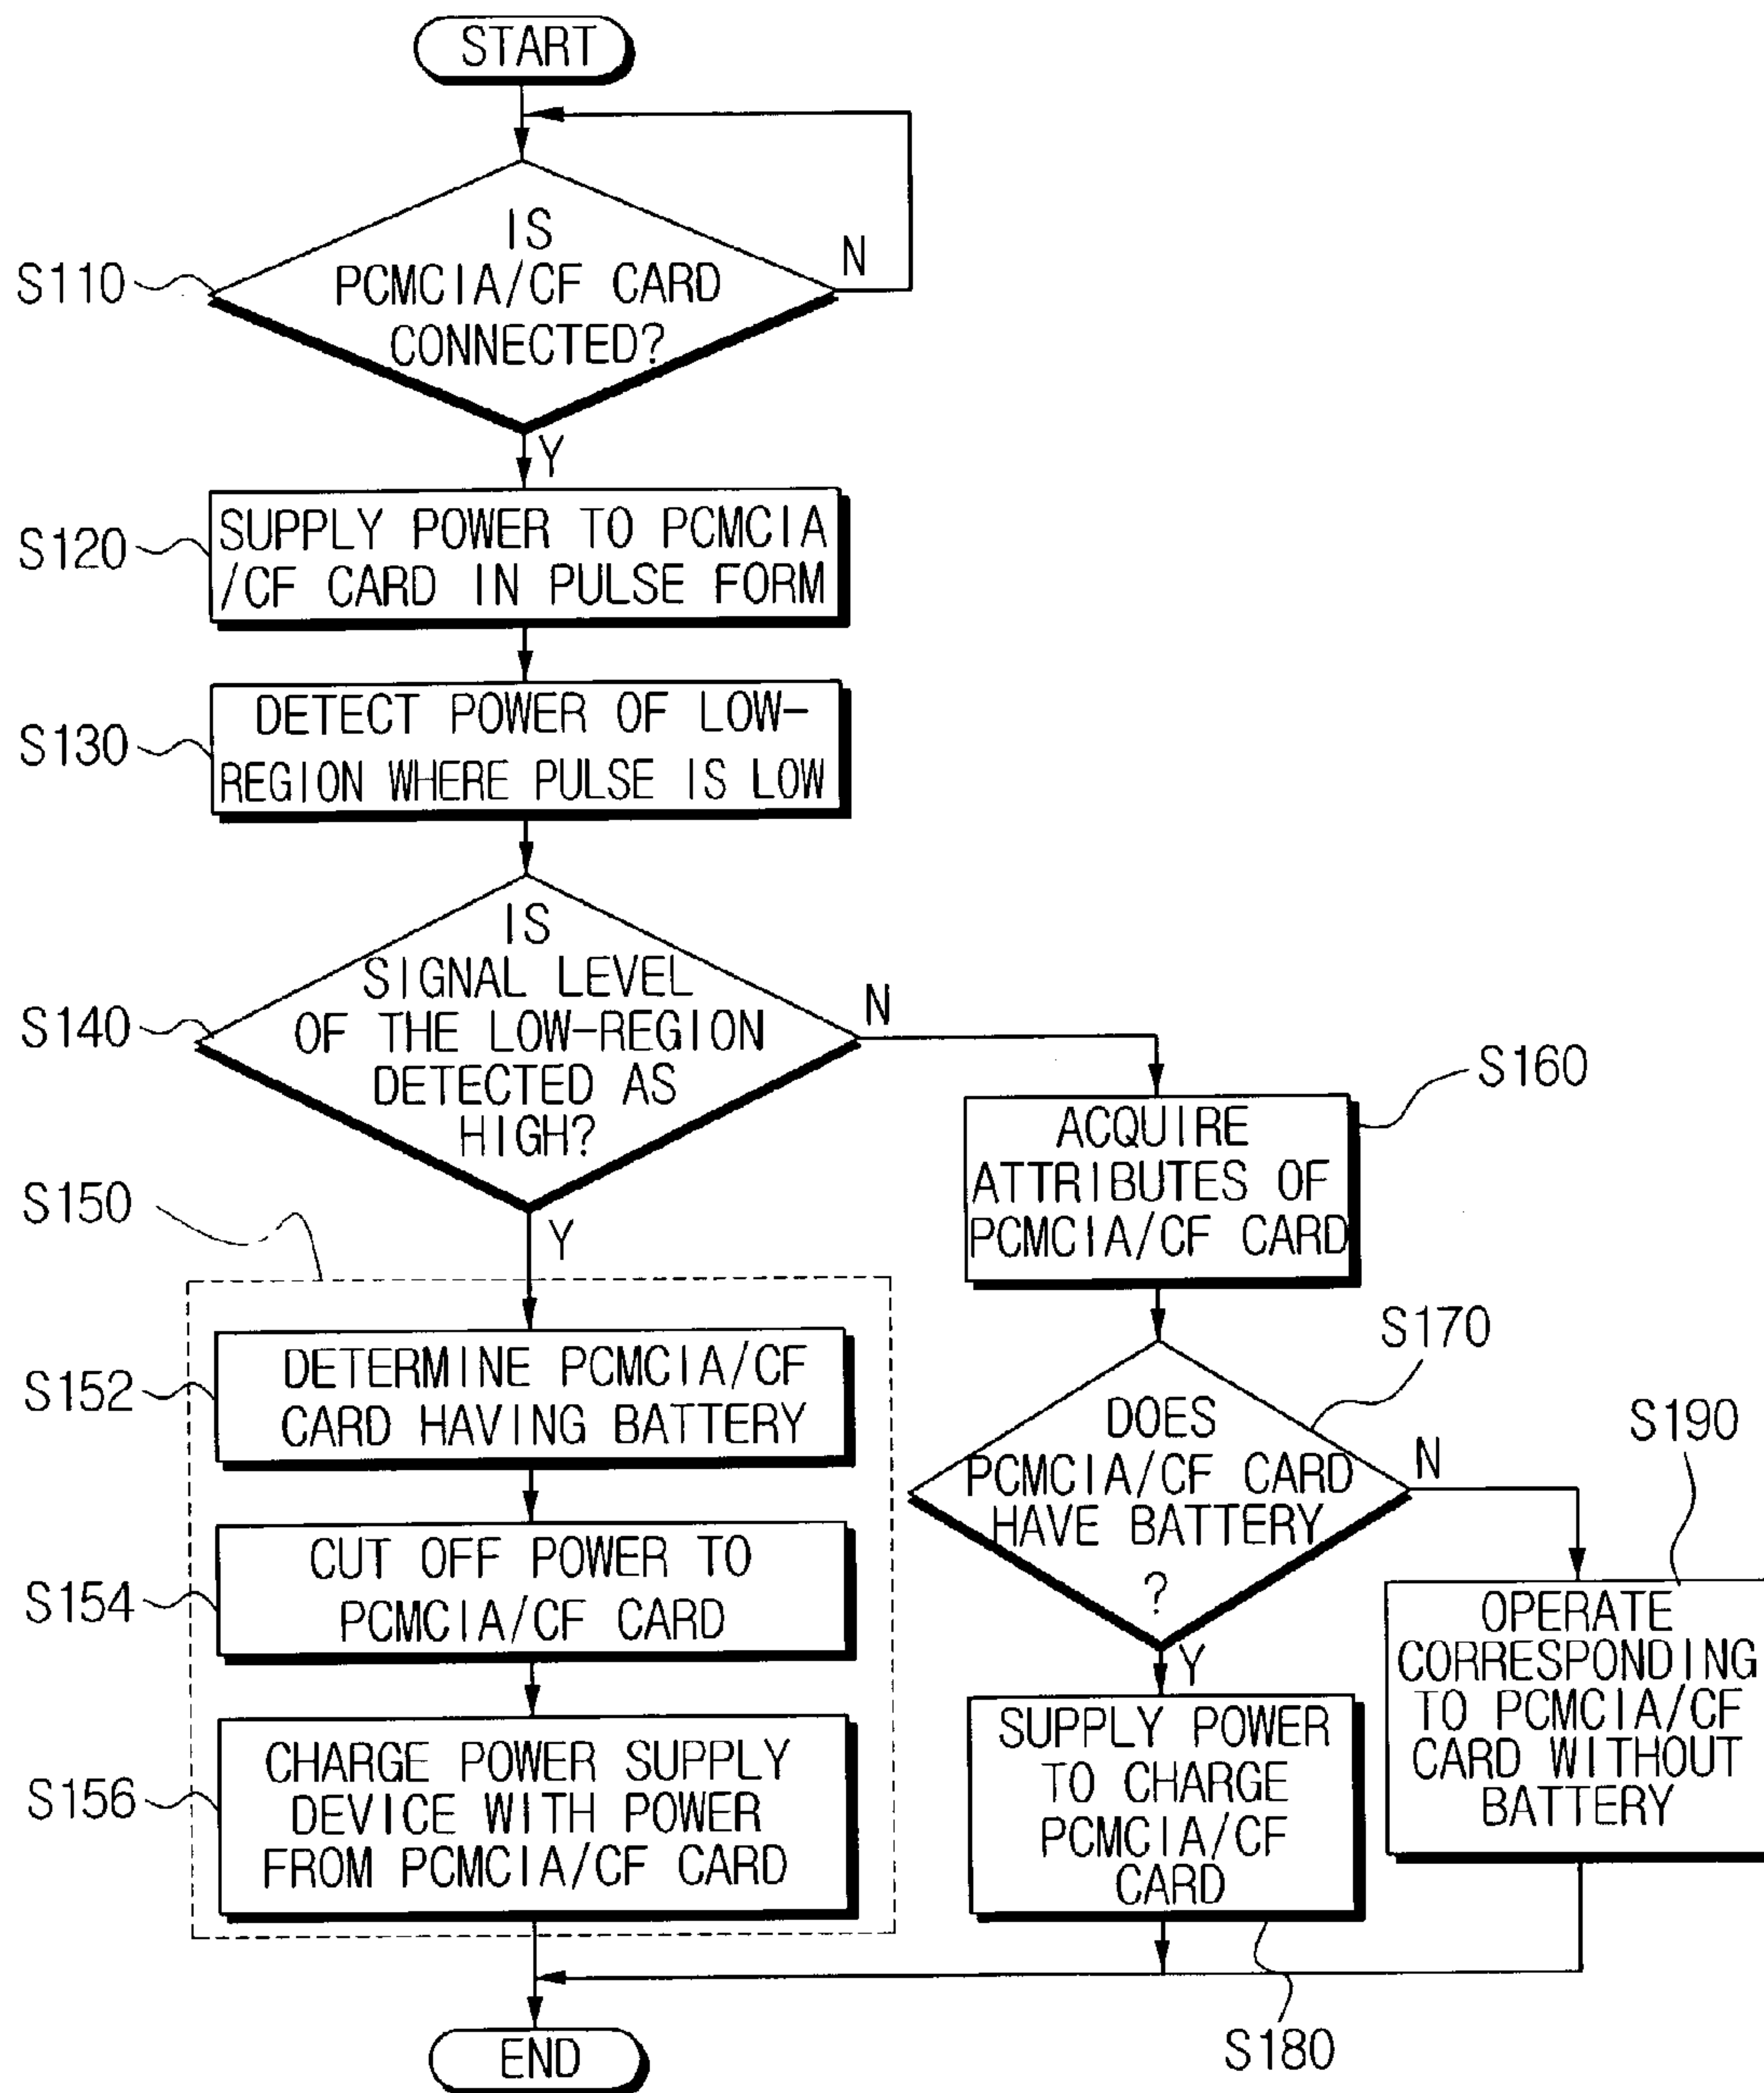 START
IS
PCMCIA/CF CARD
CONNECTED?
N
S110
Y
SUPPLY POWER TO PCMCIA
/CF CARD IN PULSE FORM
S120
DETECT POWER OF LOW-
REGION WHERE PULSE IS LOW
S130
IS
SIGNAL LEVEL
OF THE LOW-REGION
DETECTED AS
HIGH?
N
S140
Y
S150
DETERMINE PCMCIA/CF
CARD HAVING BATTERY
S152
CUT OFF POWER TO
PCMCIA/CF CARD
S154
CHARGE POWER SUPPLY
DEVICE WITH POWER
FROM PCMCIA/CF CARD
S156
S160
ACQUIRE
ATTRIBUTES OF
PCMCIA/CF CARD
S170
DOES
PCMCIA/CF CARD
HAVE BATTERY
?
N
Y
S190
OPERATE
CORRESPONDING
TO PCMCIA/CF
CARD WITHOUT
BATTERY
SUPPLY POWER
TO CHARGE
PCMCIA/CF
CARD
S180
END